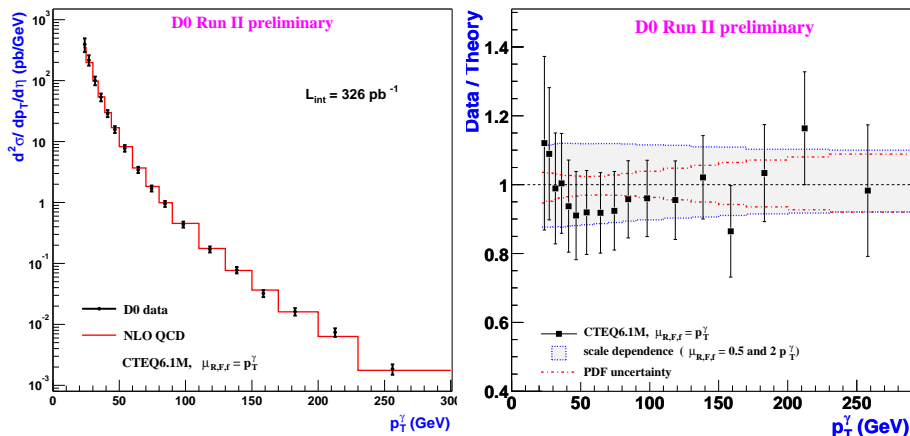 D0 Run II preliminary
d²σ/ dp_T/dη (pb/GeV)
10³
10²
10
1
10⁻¹
10⁻²
10⁻³
L_int = 326 pb⁻¹
D0 data
NLO QCD
CTEQ6.1M, μ_R,F,f = p_T^γ
0 50 100 150 200 250 300
p_T^γ (GeV)
D0 Run II preliminary
Data / Theory
1.4
1.2
1
0.8
0.6
0.4
CTEQ6.1M, μ_R,F,f = p_T^γ
scale dependence ( μ_R,F,f = 0.5 and 2 p_T^γ)
PDF uncertainty
0 50 100 150 200 250
p_T^γ (GeV)